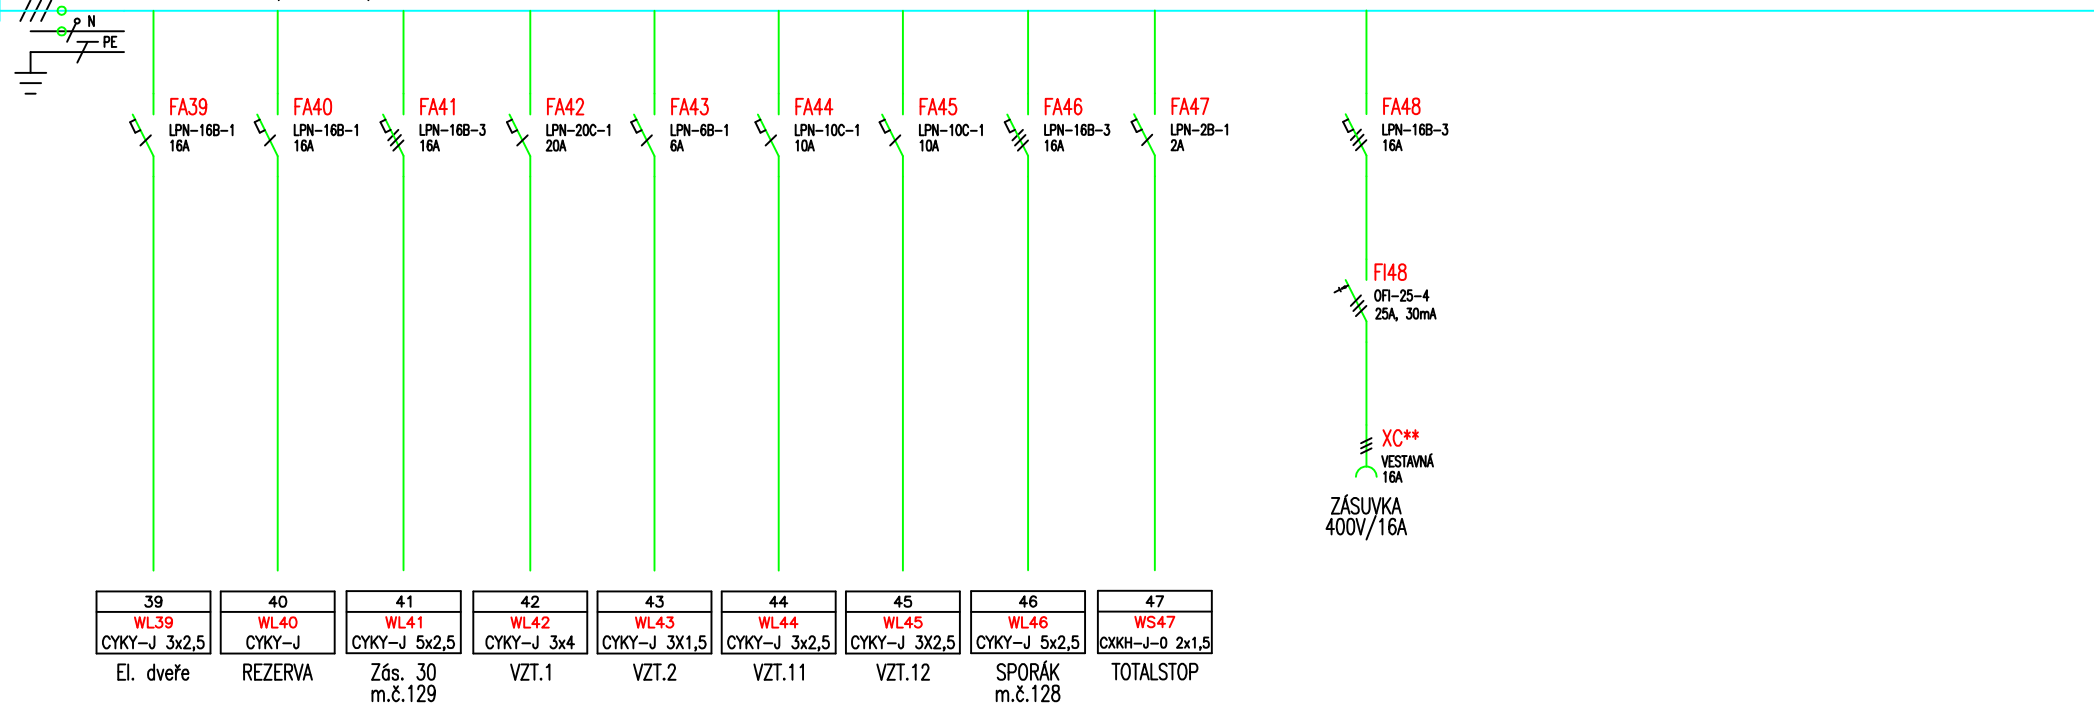 N
PE
FA39
LPN-16B-1
16A
FA40
LPN-16B-1
16A
FA41
LPN-16B-3
16A
FA42
LPN-20C-1
20A
FA43
LPN-6B-1
6A
FA44
LPN-10C-1
10A
FA45
LPN-10C-1
10A
FA46
LPN-16B-3
16A
FA47
LPN-2B-1
2A
FA48
LPN-16B-3
16A
FI48
OFI-25-4
25A, 30mA
XC**
VESTAVNÁ
16A
ZÁSUVKA
400V/16A
39
WL39
CYKY-J 3x2,5
El. dveře
40
WL40
CYKY-J
REZERVA
41
WL41
CYKY-J 5x2,5
Zás. 30
m.č.129
42
WL42
CYKY-J 3x4
VZT.1
43
WL43
CYKY-J 3X1,5
VZT.2
44
WL44
CYKY-J 3x2,5
VZT.11
45
WL45
CYKY-J 3X2,5
VZT.12
46
WL46
CYKY-J 5x2,5
SPORÁK
m.č.128
47
WS47
CXKH-J-O 2x1,5
TOTALSTOP